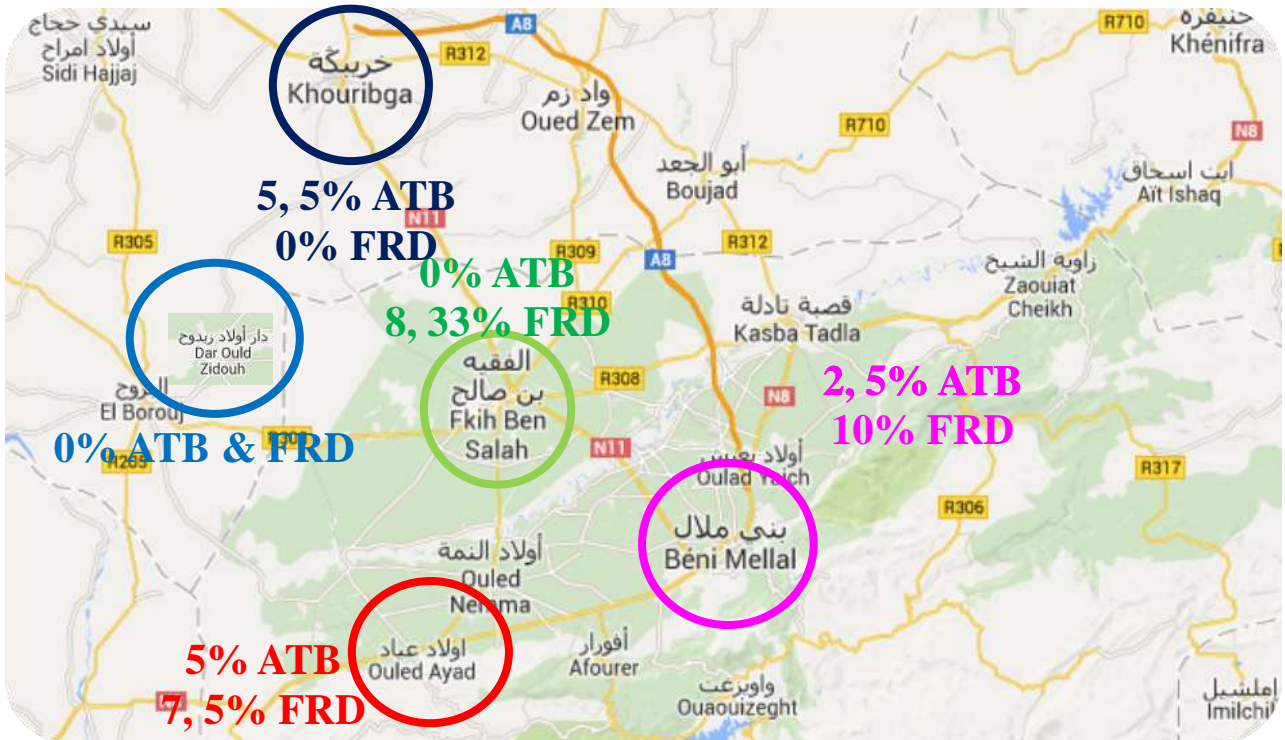 سيدي حجاج
أولاد امراح
Sidi Hajjaj
خريبݣة
Khouribga
R312
A8
واد زم
Oued Zem
R710
خنيفرة
Khénifra
R710
N8
أبو الجعد
Boujad
ايت اسحاق
Aït Ishaq
5, 5% ATB
0% FRD
N11
R305
R309
A8
R312
زاوية الشيخ
Zaouiat
Cheikh
0% ATB
8, 33% FRD
R310
قصبة تادلة
Kasba Tadla
دار أولاد زيدوح
Dar Ould
Zidouh
El Borouj
0% ATB & FRD
الفقيه
بن صالح
Fkih Ben
Salah
R308
N11
N8
2, 5% ATB
10% FRD
أولاد يعيش
Oulad Yaich
R317
R306
بني ملال
Béni Mellal
أولاد النمة
Ouled
Nemma
اولاد عياد
Ouled Ayad
5% ATB
7, 5% FRD
أفورار
Afourer
واويزغت
Ouaouizeght
إملشيل
Imilchil